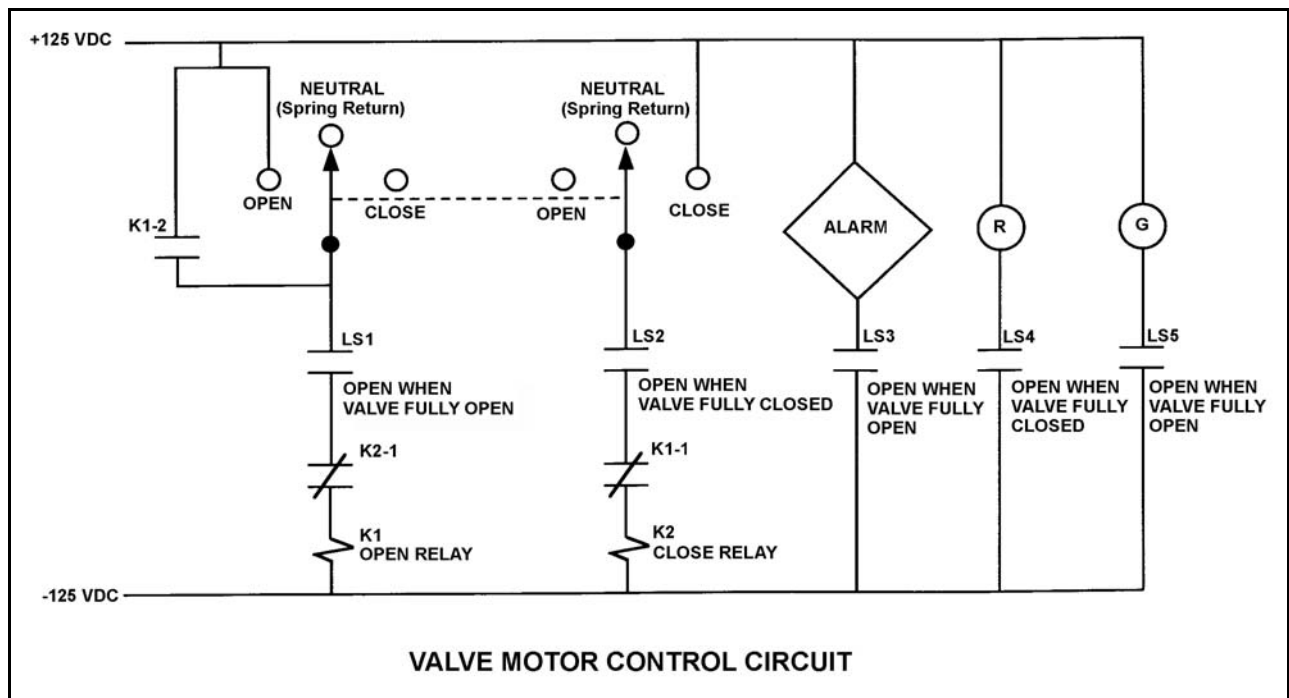 +125 VDC
NEUTRAL
(Spring Return)
NEUTRAL
(Spring Return)
OPEN
CLOSE
OPEN
CLOSE
K1-2
ALARM
R
G
LS1
OPEN WHEN
VALVE FULLY OPEN
LS2
OPEN WHEN
VALVE FULLY CLOSED
LS3
OPEN WHEN
VALVE FULLY
OPEN
LS4
OPEN WHEN
VALVE FULLY
CLOSED
LS5
OPEN WHEN
VALVE FULLY
OPEN
K2-1
K1-1
K1
OPEN RELAY
K2
CLOSE RELAY
-125 VDC
VALVE MOTOR CONTROL CIRCUIT